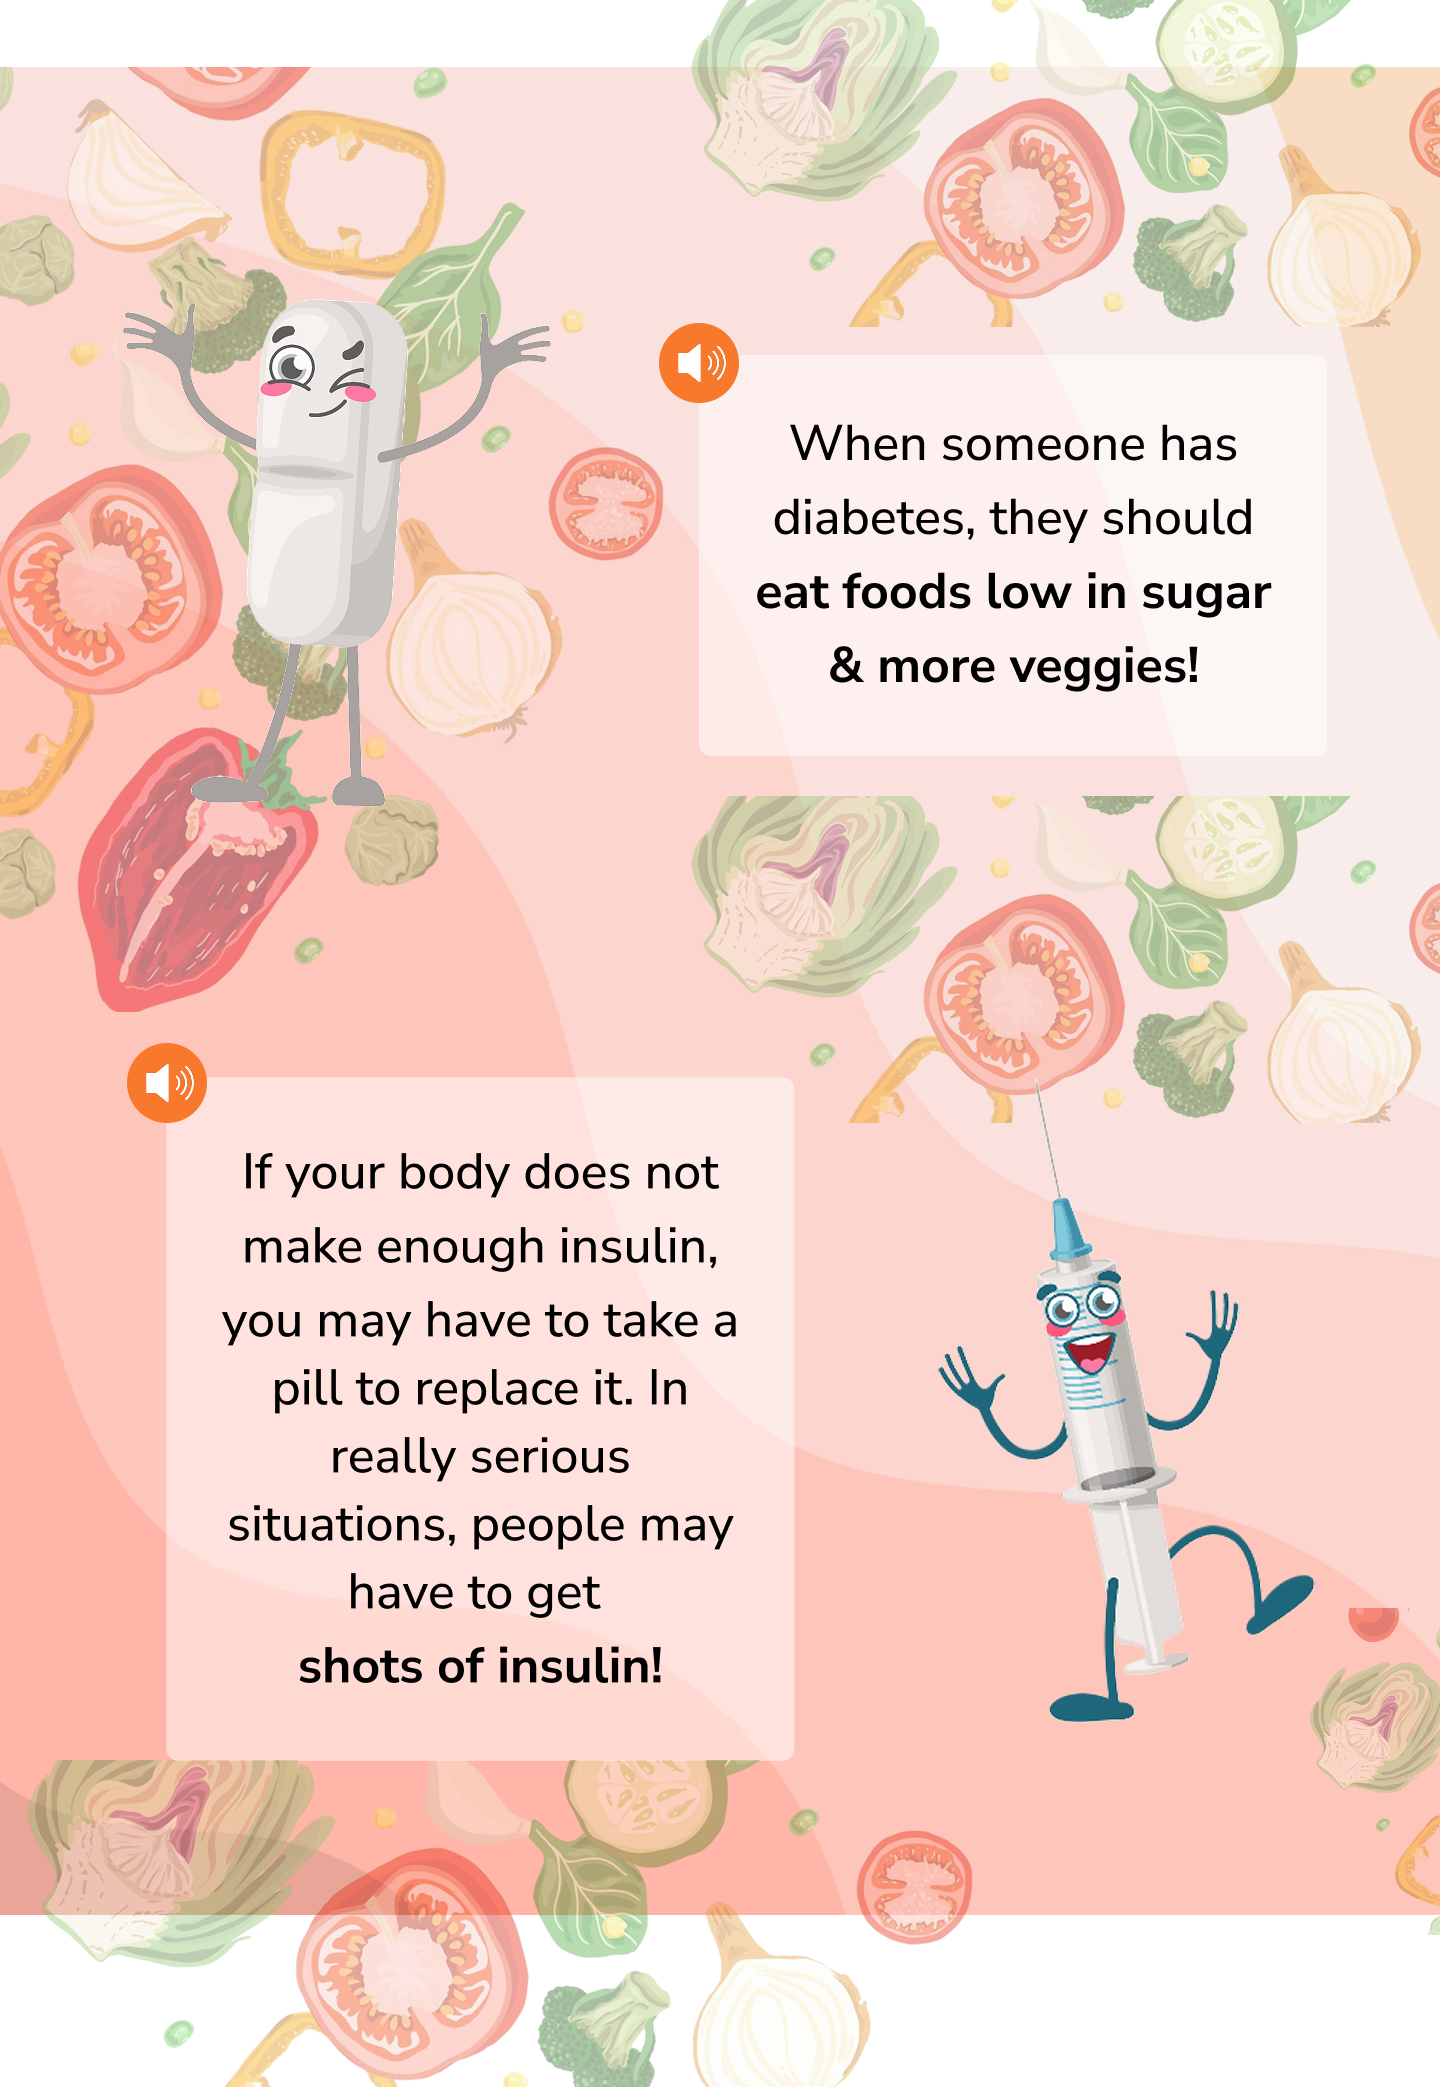 When someone has
diabetes, they should
eat foods low in sugar
& more veggies!
If your body does not
make enough insulin,
you may have to take a
pill to replace it. In
really serious
situations, people may
have to get
shots of insulin!